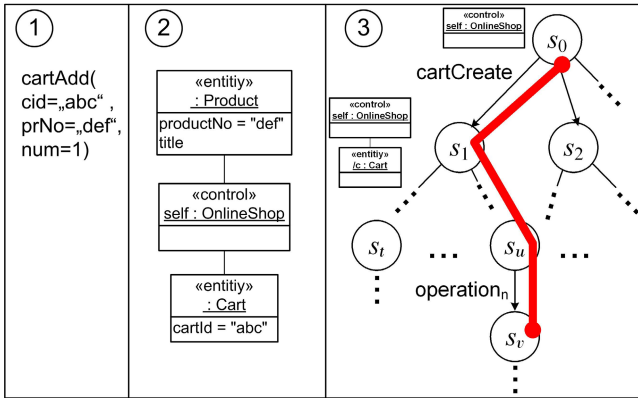 1
cartAdd(
cid=„abc“ ,
prNo=„def“,
num=1)
2
«entitiy»
: Product
productNo = "def"
title
«control»
self : OnlineShop
«entitiy»
: Cart
cartId = "abc"
3
«control»
self : OnlineShop
s0
cartCreate
«control»
self : OnlineShop
«entitiy»
/c : Cart
s1
s2
st
...
su
...
operationn
sv